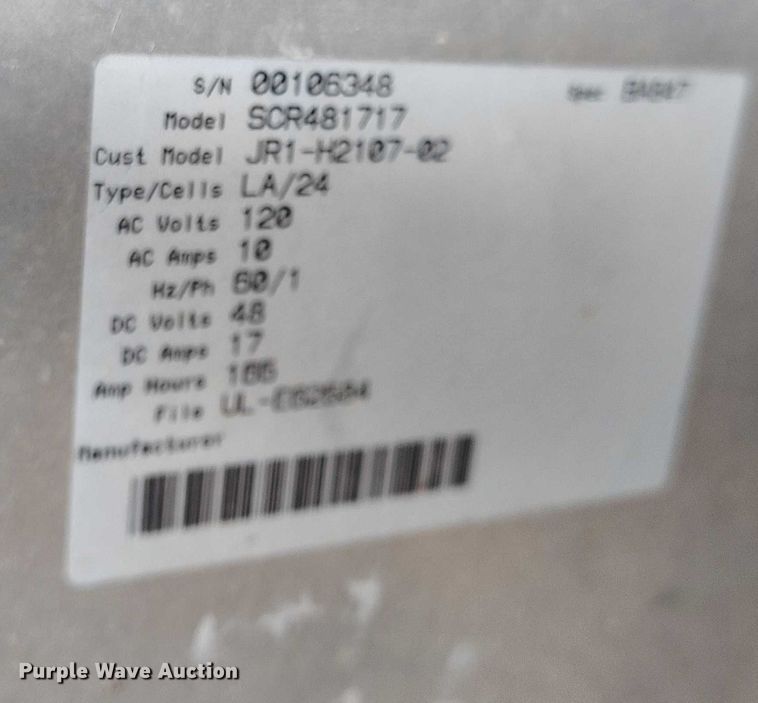 S/N 00106348
Model SCR481717
Cust Model JR1-H2107-02
Type/Cells LA/24
AC Volts 120
AC Amps 10
Hz/Ph 60/1
DC Volts 48
DC Amps 17
Amp Hours
File
Manufacturer
Purple Wave Auction